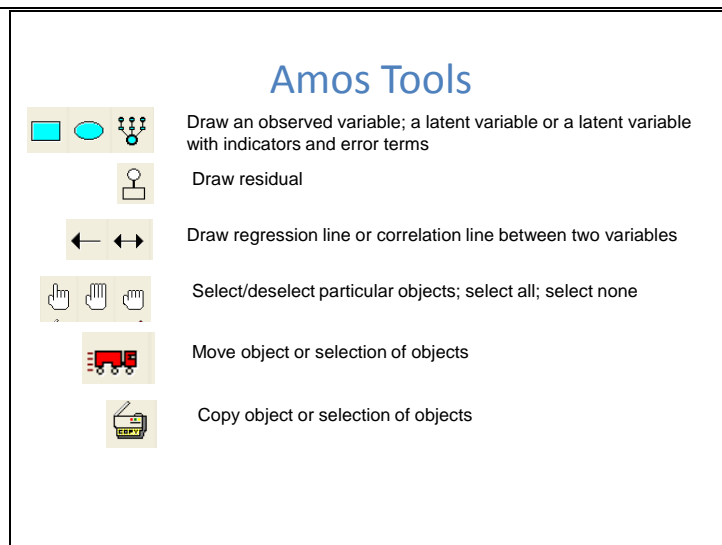 Amos Tools
Draw an observed variable; a latent variable or a latent variable
with indicators and error terms
Draw residual
Draw regression line or correlation line between two variables
Select/deselect particular objects; select all; select none
Move object or selection of objects
COPY
Copy object or selection of objects